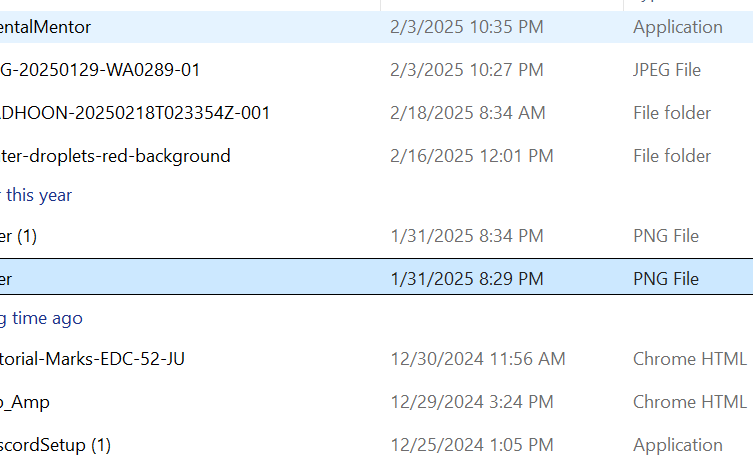 entalMentor 2/3/2025 10:35 PM Application
G-20250129-WA0289-01 2/3/2025 10:27 PM JPEG File
DHOON-20250218T023354Z-001 2/18/2025 8:34 AM File folder
ter-droplets-red-background 2/16/2025 12:01 PM File folder
this year
er (1) 1/31/2025 8:34 PM PNG File
er 1/31/2025 8:29 PM PNG File
g time ago
torial-Marks-EDC-52-JU 12/30/2024 11:56 AM Chrome HTML
_Amp 12/29/2024 3:24 PM Chrome HTML
scordSetup (1) 12/25/2024 1:05 PM Application